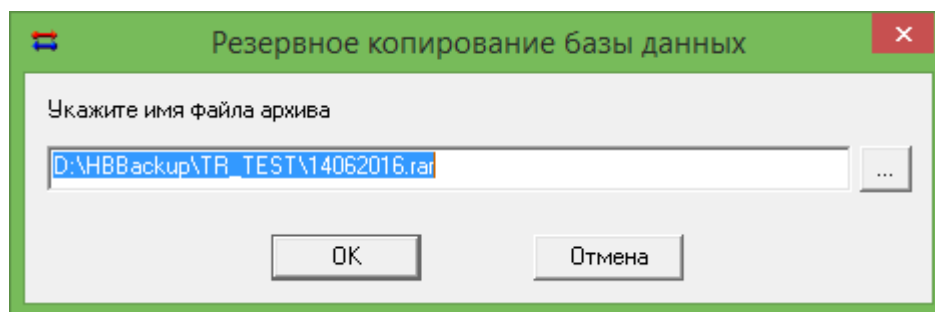 Резервное копирование базы данных
Укажите имя файла архива
D:\HBBackup\TR_TEST\14062016.rar
...
OK
Отмена